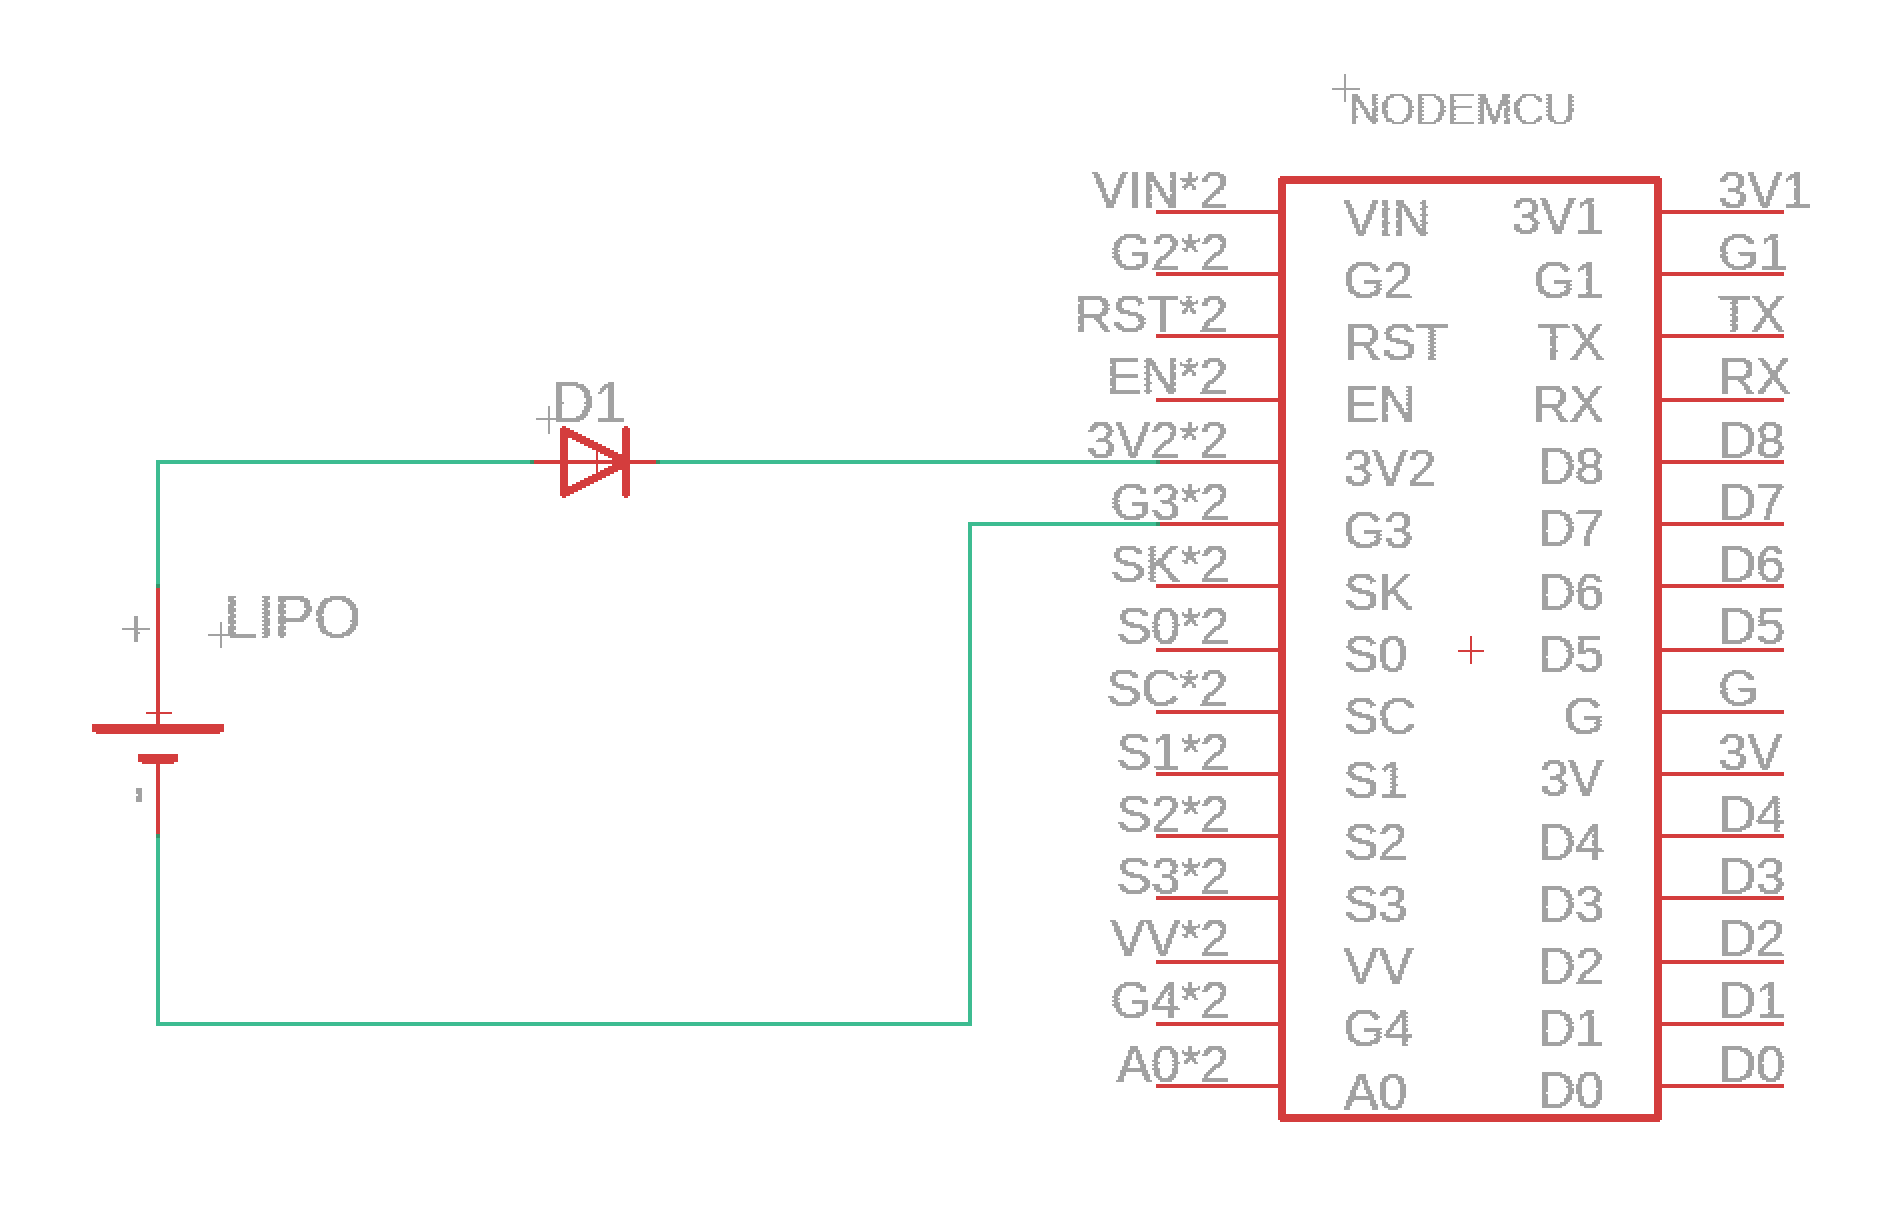 NODEMCU
VIN*2 VIN 3V1 3V1
G2*2 G2 G1 G1
RST*2 RST TX TX
EN*2 EN RX RX
D1
3V2*2 3V2 D8 D8
G3*2 G3 D7 D7
SK*2 SK D6 D6
+ LIPO
S0*2 S0 D5 D5
SC*2 SC G G
S1*2 S1 3V 3V
-
S2*2 S2 D4 D4
S3*2 S3 D3 D3
VV*2 VV D2 D2
G4*2 G4 D1 D1
A0*2 A0 D0 D0